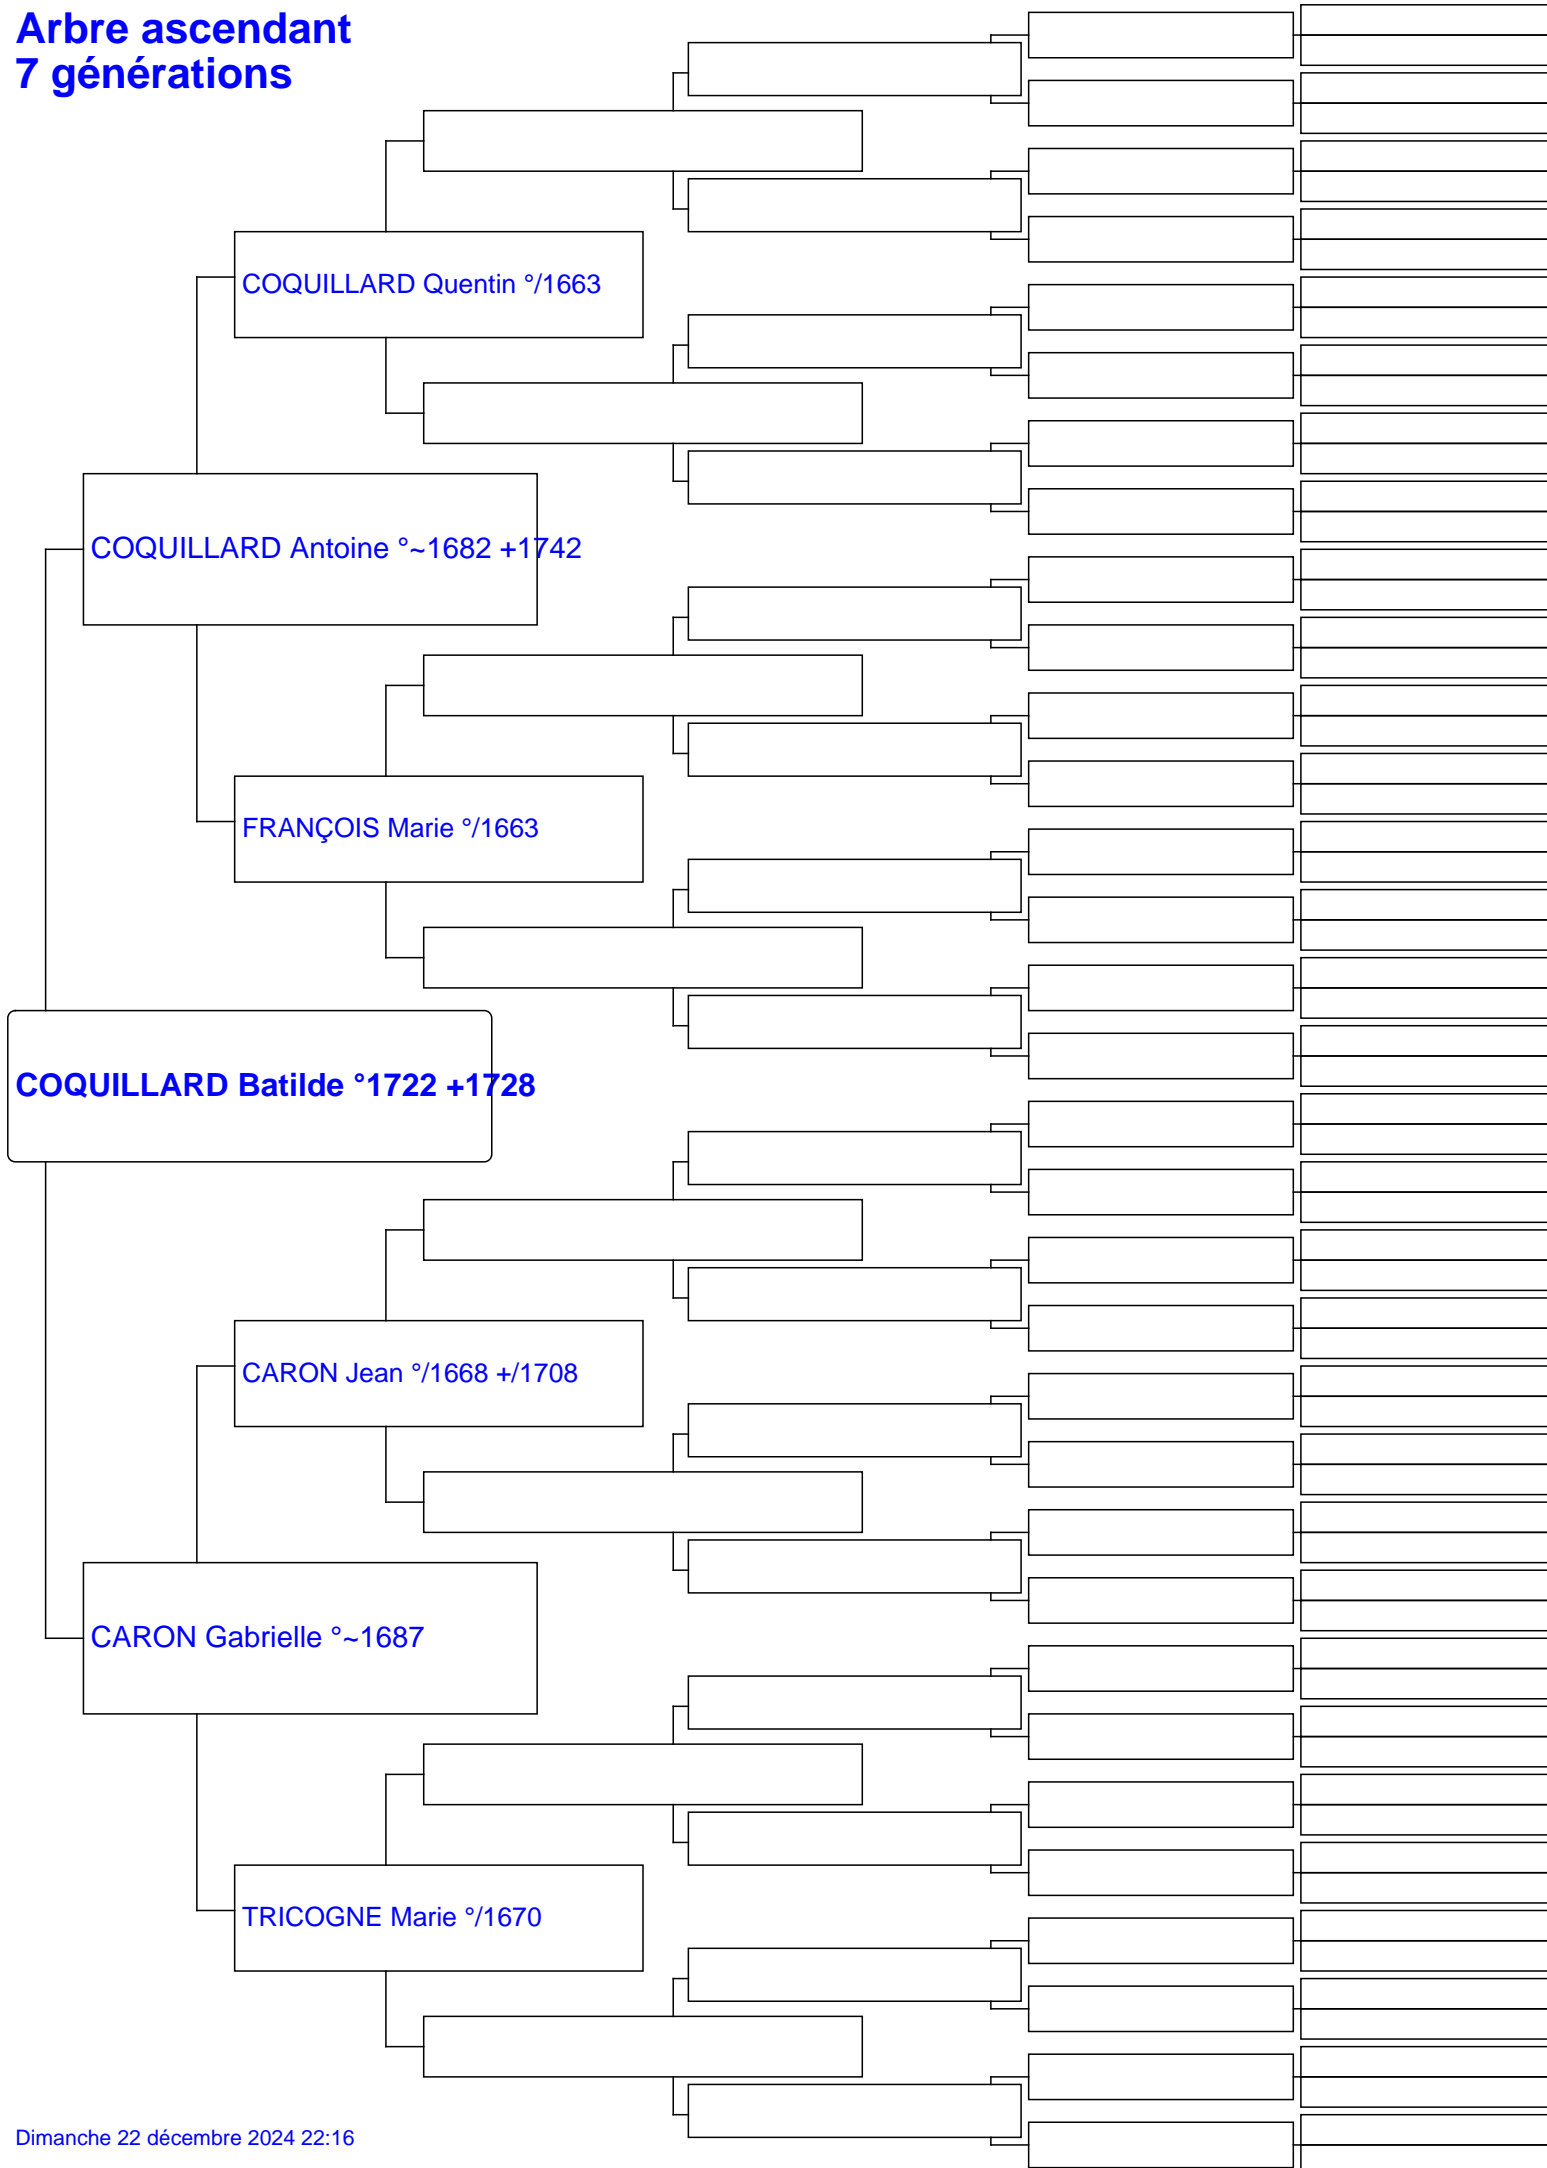 Arbre ascendant
7 générations
COQUILLARD Quentin °/1663
COQUILLARD Antoine °~1682 +1742
FRANÇOIS Marie °/1663
COQUILLARD Batilde °1722 +1728
CARON Jean °/1668 +/1708
CARON Gabrielle °~1687
TRICOGNE Marie °/1670
Dimanche 22 décembre 2024 22:16